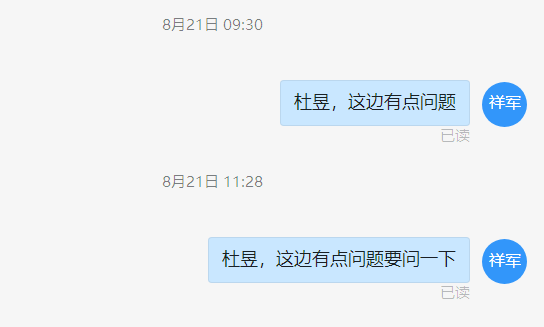 8月21日 09:30
杜昱，这边有点问题
祥军
已读
8月21日 11:28
杜昱，这边有点问题要问一下
祥军
已读